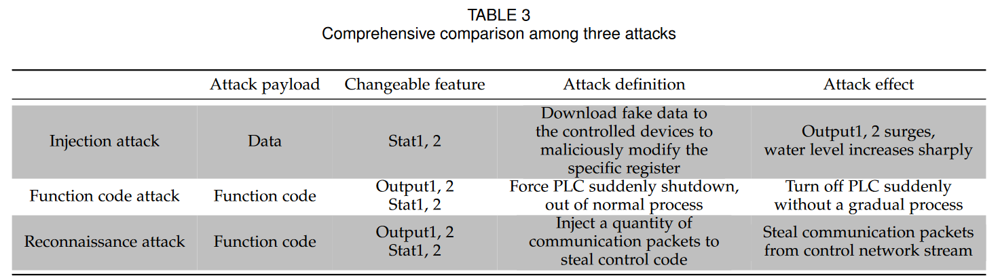 TABLE 3
Comprehensive comparison among three attacks
Attack payload Changeable feature Attack definition Attack effect
Injection attack Data Stat1, 2 Download fake data to
the controlled devices to
maliciously modify the
specific register Output1, 2 surges,
water level increases sharply
Function code attack Function code Output1, 2
Stat1, 2 Force PLC suddenly shutdown,
out of normal process Turn off PLC suddenly
without a gradual process
Reconnaissance attack Function code Output1, 2
Stat1, 2 Inject a quantity of
communication packets to
steal control code Steal communication packets
from control network stream